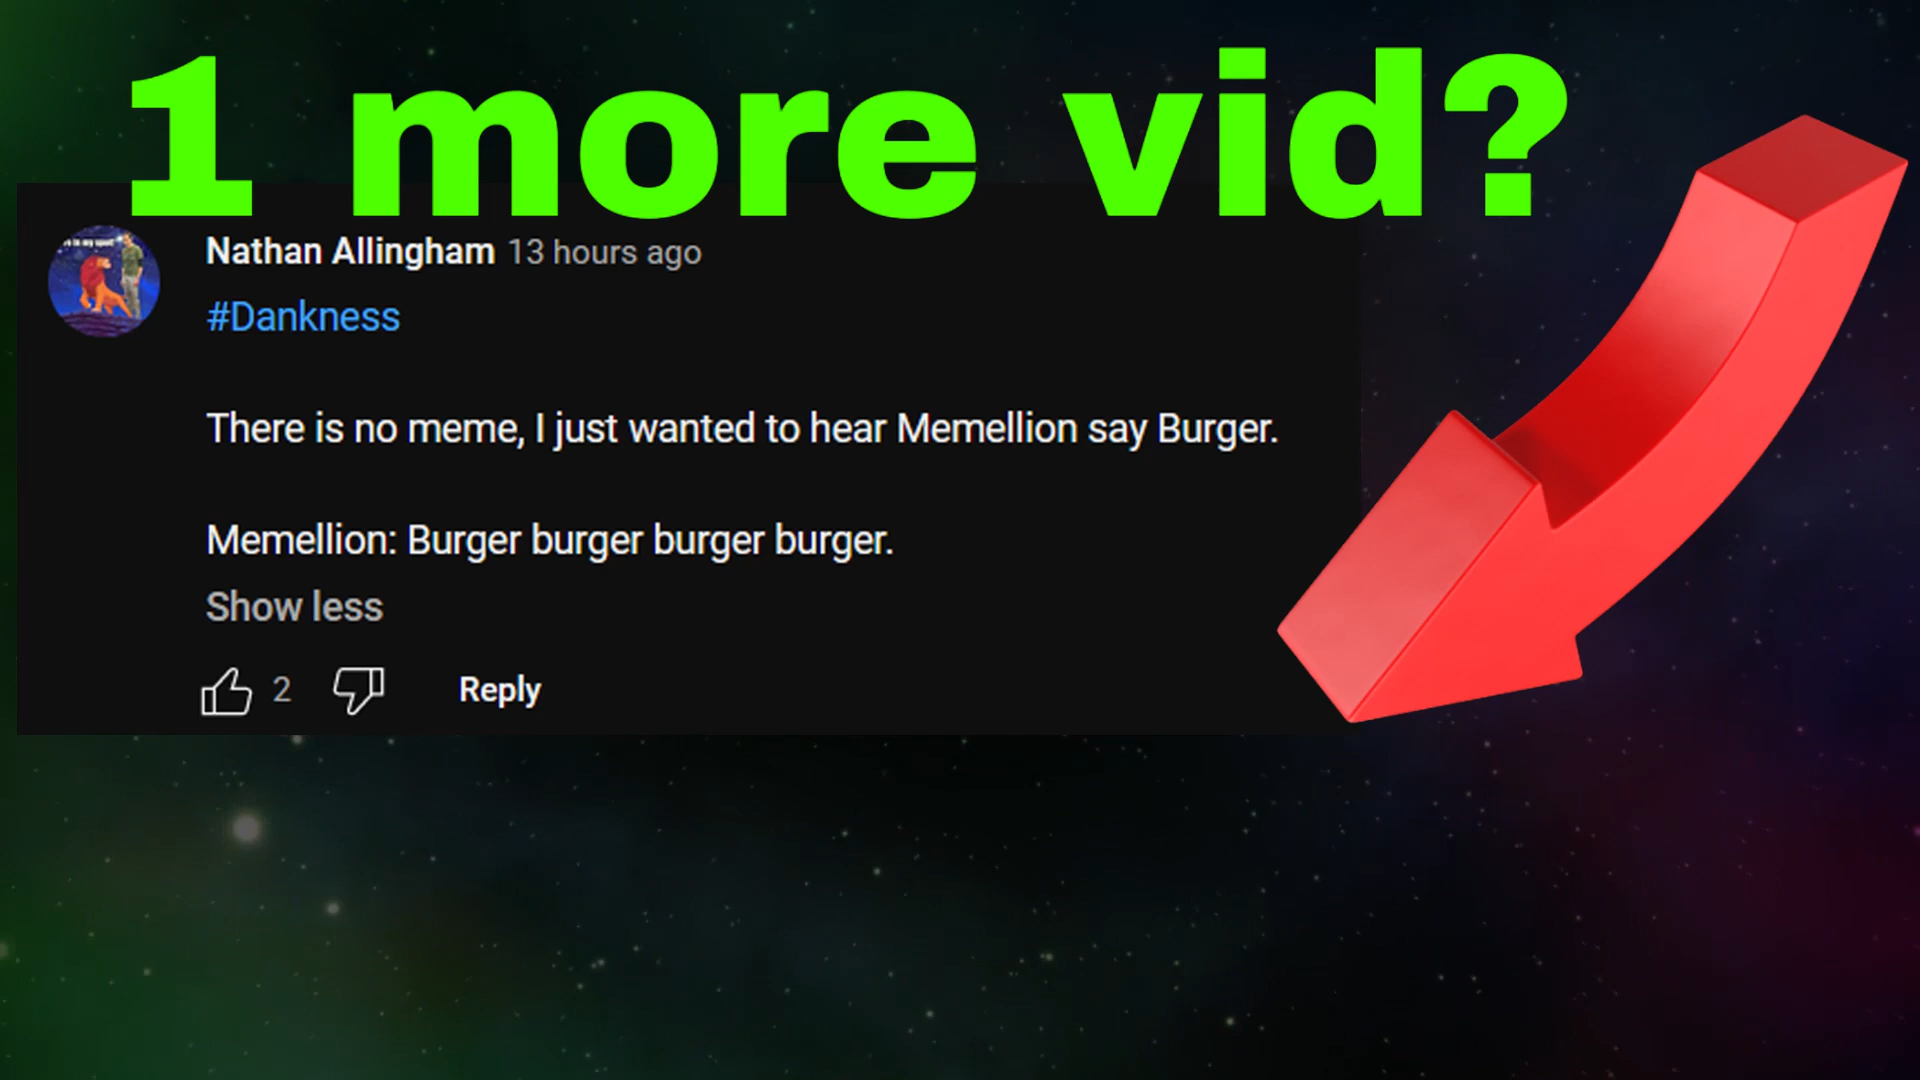 1 more vid?
Nathan Allingham 13 hours ago
#Dankness
There is no meme, I just wanted to hear Memellion say Burger.
Memellion: Burger burger burger burger.
Show less
2 Reply